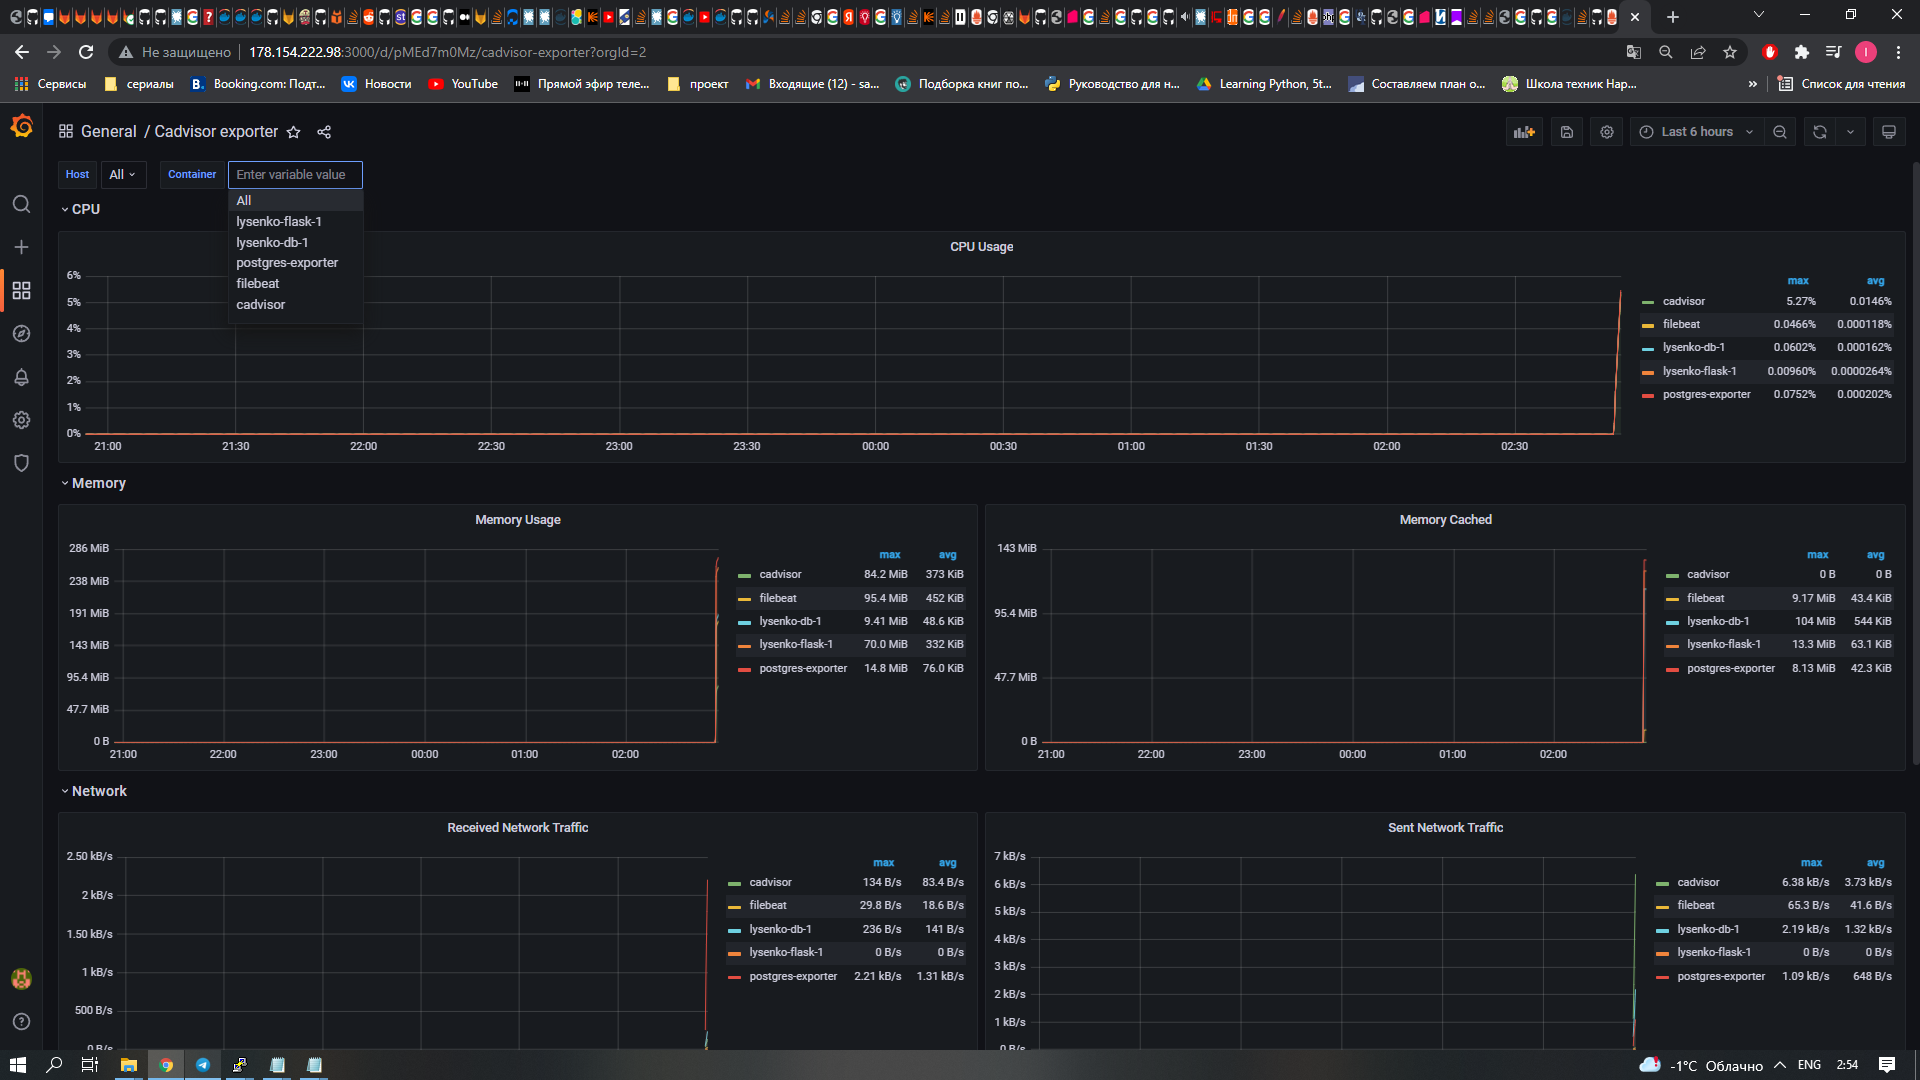 Не защищено
178.154.222.98:3000/d/pMEd7m0Mz/cadvisor-exporter?orgId=2
Сервисы
сериалы
Booking.com: Подт...
Новости
YouTube
Прямой эфир теле...
проект
Входящие (12) - sa...
Подборка книг по...
Руководство для н...
Learning Python, 5t...
Составляем план о...
Школа техник Нар...
»
Список для чтения
General / Cadvisor exporter
Last 6 hours
Host
All
Container
Enter variable value
All
lysenko-flask-1
lysenko-db-1
postgres-exporter
filebeat
cadvisor
CPU
CPU Usage
6%
5%
4%
3%
2%
1%
0%
21:00
21:30
22:00
22:30
23:00
23:30
00:00
00:30
01:00
01:30
02:00
02:30
max avg
cadvisor 5.27% 0.0146%
filebeat 0.0466% 0.000118%
lysenko-db-1 0.0602% 0.000162%
lysenko-flask-1 0.00960% 0.0000264%
postgres-exporter 0.0752% 0.000202%
Memory
Memory Usage
286 MiB
238 MiB
191 MiB
143 MiB
95.4 MiB
47.7 MiB
0 B
21:00
22:00
23:00
00:00
01:00
02:00
max avg
cadvisor 84.2 MiB 373 KiB
filebeat 95.4 MiB 452 KiB
lysenko-db-1 9.41 MiB 48.6 KiB
lysenko-flask-1 70.0 MiB 332 KiB
postgres-exporter 14.8 MiB 76.0 KiB
Memory Cached
143 MiB
95.4 MiB
47.7 MiB
0 B
21:00
22:00
23:00
00:00
01:00
02:00
max avg
cadvisor 0 B 0 B
filebeat 9.17 MiB 43.4 KiB
lysenko-db-1 104 MiB 544 KiB
lysenko-flask-1 13.3 MiB 63.1 KiB
postgres-exporter 8.13 MiB 42.3 KiB
Network
Received Network Traffic
2.50 kB/s
2 kB/s
1.50 kB/s
1 kB/s
500 B/s
0 B/s
max avg
cadvisor 134 B/s 83.4 B/s
filebeat 29.8 B/s 18.6 B/s
lysenko-db-1 236 B/s 141 B/s
lysenko-flask-1 0 B/s 0 B/s
postgres-exporter 2.21 kB/s 1.31 kB/s
Sent Network Traffic
7 kB/s
6 kB/s
5 kB/s
4 kB/s
3 kB/s
2 kB/s
1 kB/s
0 B/s
max avg
cadvisor 6.38 kB/s 3.73 kB/s
filebeat 65.3 B/s 41.6 B/s
lysenko-db-1 2.19 kB/s 1.32 kB/s
lysenko-flask-1 0 B/s 0 B/s
postgres-exporter 1.09 kB/s 648 B/s
-1°C Облачно
ENG
2:54